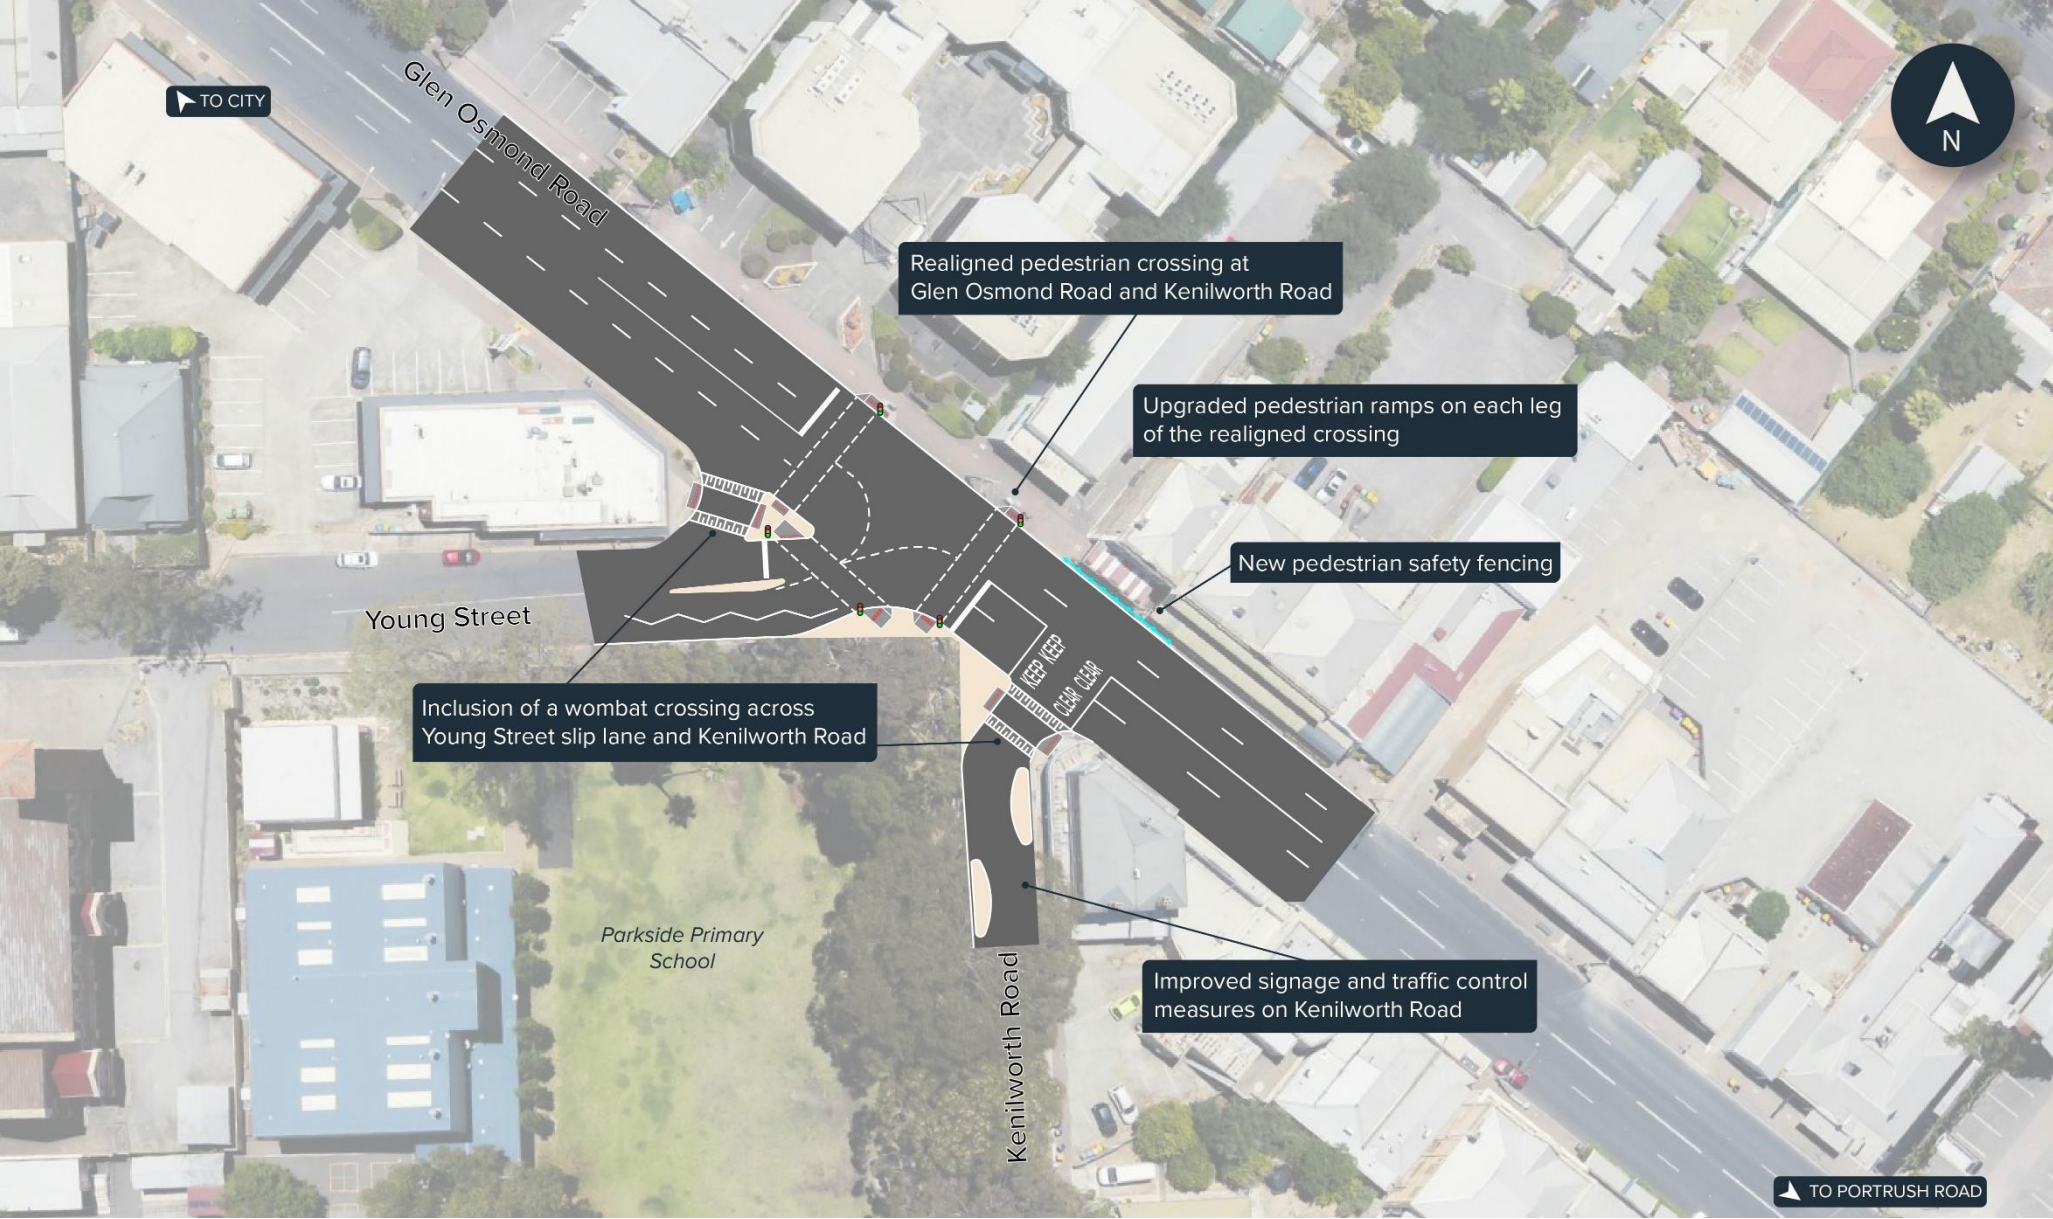 TO CITY
Glen Osmond Road
N
Realigned pedestrian crossing at
Glen Osmond Road and Kenilworth Road
Upgraded pedestrian ramps on each leg
of the realigned crossing
New pedestrian safety fencing
Young Street
KEEP KEEP
CLEAR CLEAR
Inclusion of a wombat crossing across
Young Street slip lane and Kenilworth Road
Parkside Primary
School
Improved signage and traffic control
measures on Kenilworth Road
Kenilworth Road
TO PORTRUSH ROAD